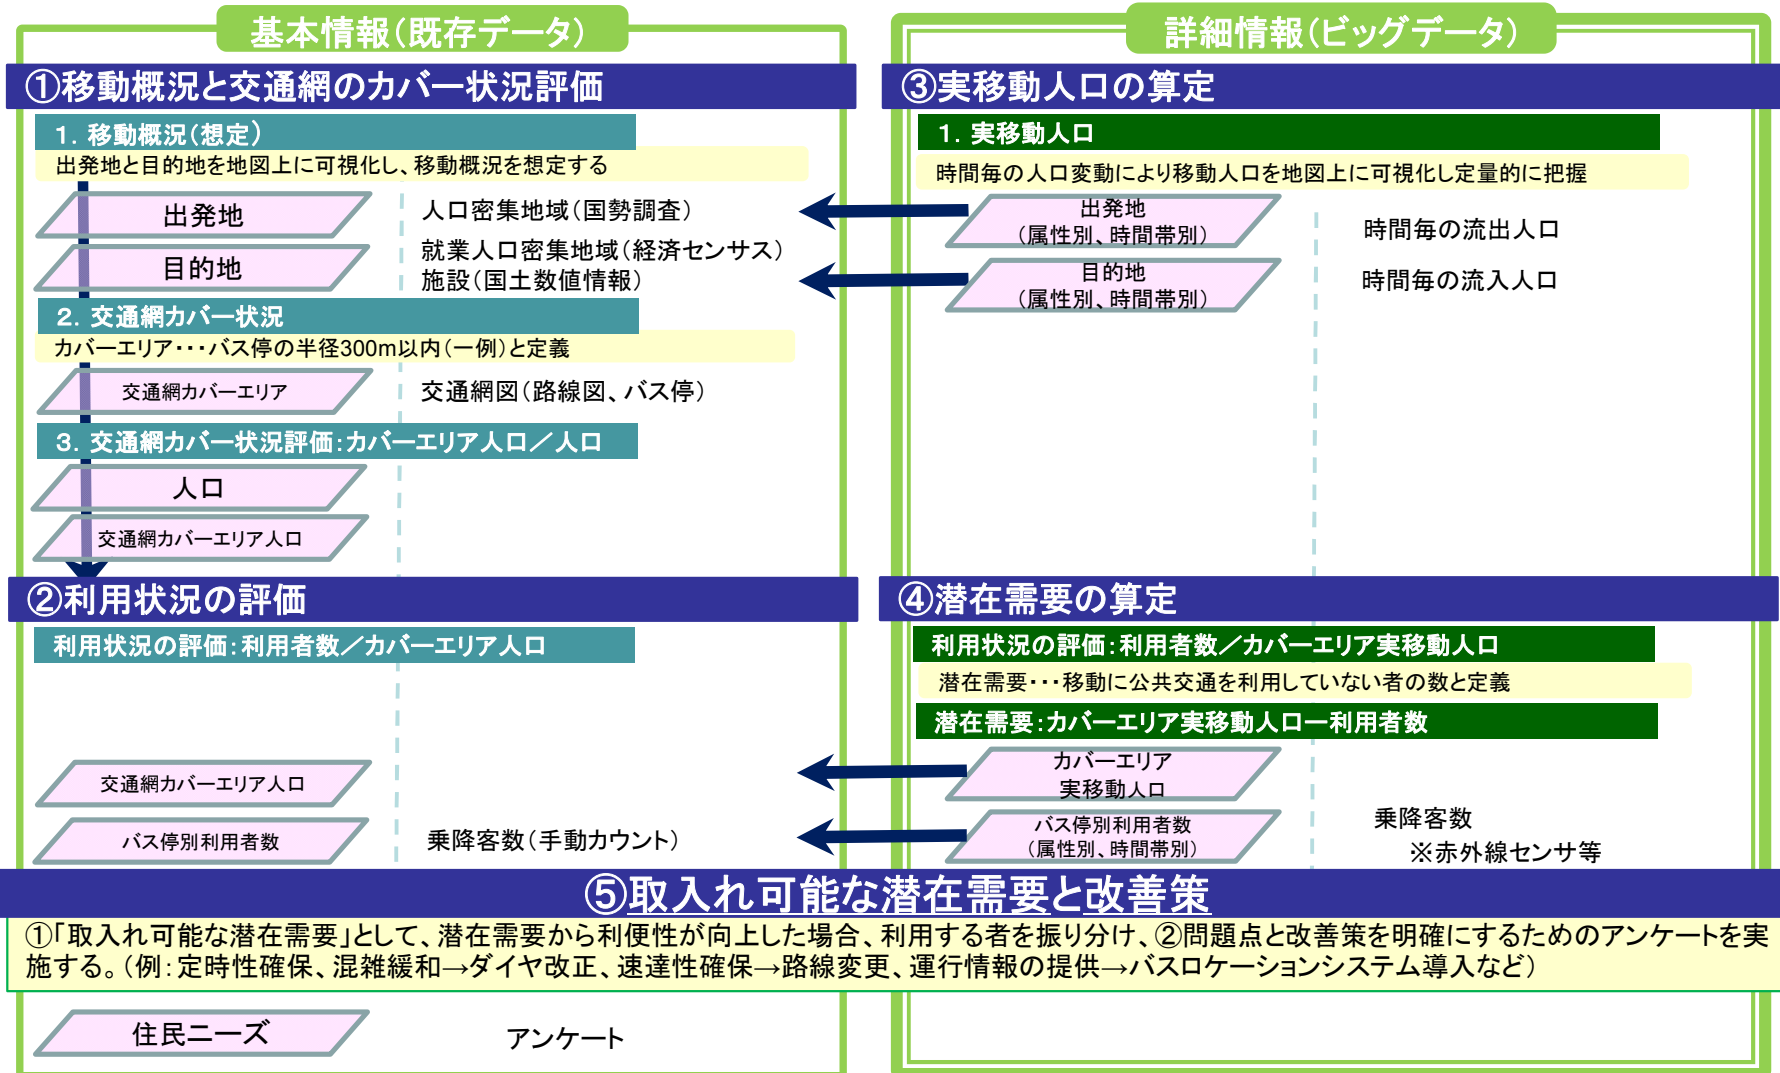 基本情報（既存データ）
①移動概況と交通網のカバー状況評価
１．移動概況（想定）
出発地と目的地を地図上に可視化し、移動概況を想定する
出発地
人口密集地域（国勢調査）
目的地
就業人口密集地域（経済センサス）
施設（国土数値情報）
２．交通網カバー状況
カバーエリア・・・バス停の半径300m以内（一例）と定義
交通網カバーエリア
交通網図（路線図、バス停）
３．交通網カバー状況評価：カバーエリア人口／人口
人口
交通網カバーエリア人口
②利用状況の評価
利用状況の評価：利用者数／カバーエリア人口
交通網カバーエリア人口
バス停別利用者数
乗降客数（手動カウント）
詳細情報（ビッグデータ）
③実移動人口の算定
１．実移動人口
時間毎の人口変動により移動人口を地図上に可視化し定量的に把握
出発地
（属性別、時間帯別）
時間毎の流出人口
目的地
（属性別、時間帯別）
時間毎の流入人口
④潜在需要の算定
利用状況の評価：利用者数／カバーエリア実移動人口
潜在需要・・・移動に公共交通を利用していない者の数と定義
潜在需要：カバーエリア実移動人口ー利用者数
カバーエリア
実移動人口
バス停別利用者数
（属性別、時間帯別）
乗降客数
※赤外線センサ等
⑤取入れ可能な潜在需要と改善策
①「取入れ可能な潜在需要」として、潜在需要から利便性が向上した場合、利用する者を振り分け、②問題点と改善策を明確にするためのアンケートを実
施する。（例：定時性確保、混雑緩和→ダイヤ改正、速達性確保→路線変更、運行情報の提供→バスロケーションシステム導入など）
住民ニーズ
アンケート